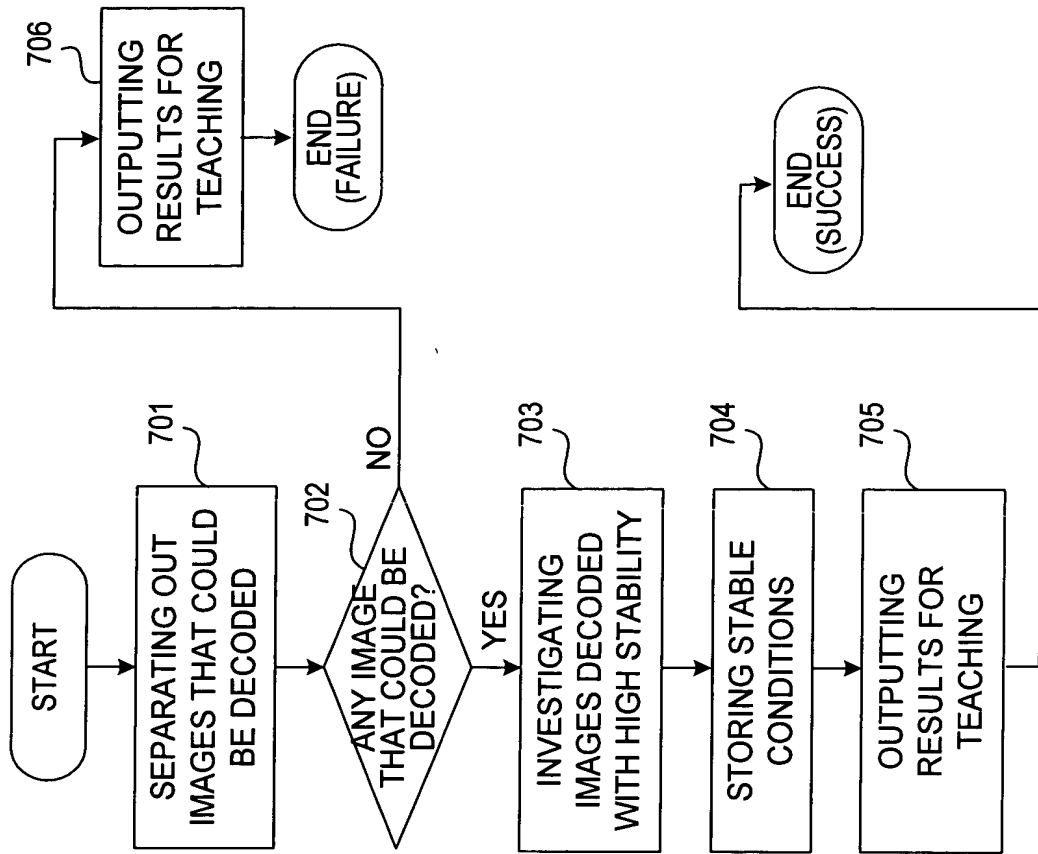 START
701
SEPARATING OUT
IMAGES THAT COULD
BE DECODED
702
ANY IMAGE
THAT COULD BE
DECODED?
NO
YES
703
INVESTIGATING
IMAGES DECODED
WITH HIGH STABILITY
704
STORING STABLE
CONDITIONS
705
OUTPUTTING
RESULTS FOR
TEACHING
706
OUTPUTTING
RESULTS FOR
TEACHING
END
(FAILURE)
END
(SUCCESS)